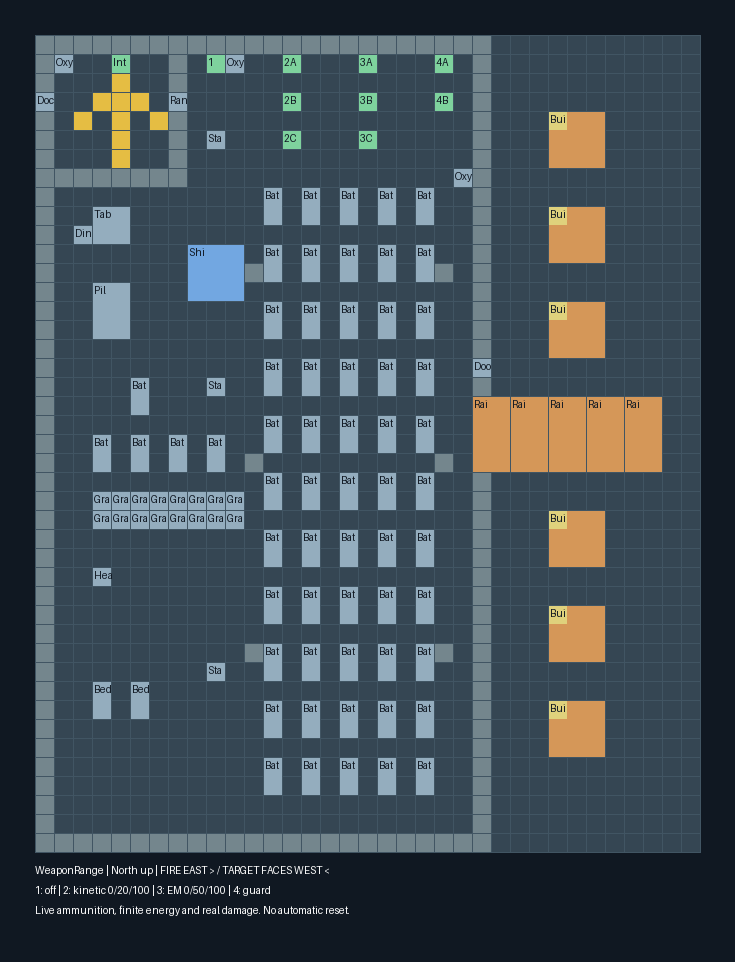 Oxy Int 1 Oxy 2A 3A 4A
Doc Ran 2B 3B 4B
Bui
Sta 2C 3C
Oxy
Bat Bat Bat Bat Bat
Tab Bui
Din
Shi Bat Bat Bat Bat Bat
Pil
Bat Bat Bat Bat Bat Bui
Doo
Bat Bat Bat Bat Bat
Bat Sta
Rai Rai Rai Rai Rai
Bat Bat Bat Bat Bat
Bat Bat Bat Bat
Bat Bat Bat Bat Bat
Gra Gra Gra Gra Gra Gra Gra Gra
Gra Gra Gra Gra Gra Gra Gra Gra Bui
Bat Bat Bat Bat Bat
Hea
Bat Bat Bat Bat Bat
Bui
Bat Bat Bat Bat Bat
Sta
Bed Bed
Bat Bat Bat Bat Bat Bui
Bat Bat Bat Bat Bat
WeaponRange | North up | FIRE EAST > / TARGET FACES WEST <
1: off | 2: kinetic 0/20/100 | 3: EM 0/50/100 | 4: guard
Live ammunition, finite energy and real damage. No automatic reset.